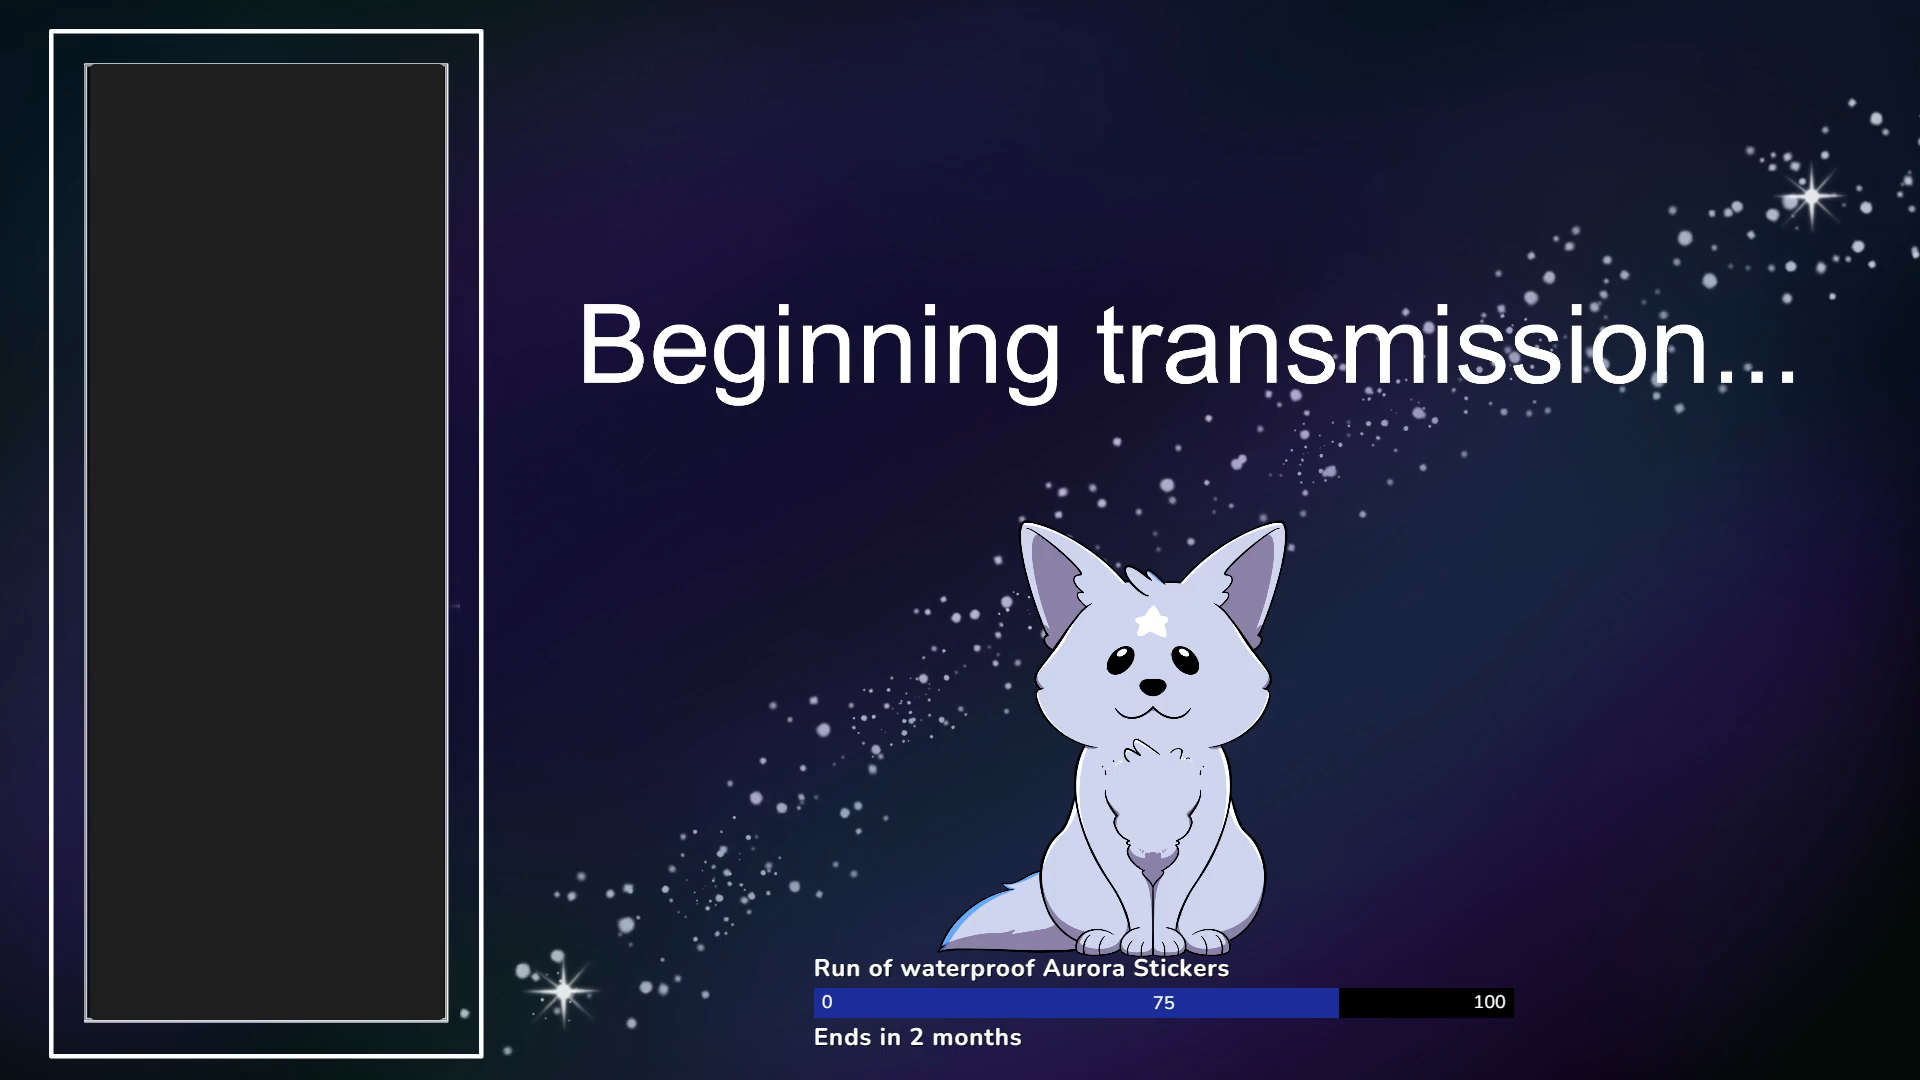 Beginning transmission...
Run of waterproof Aurora Stickers
0 75 100
Ends in 2 months